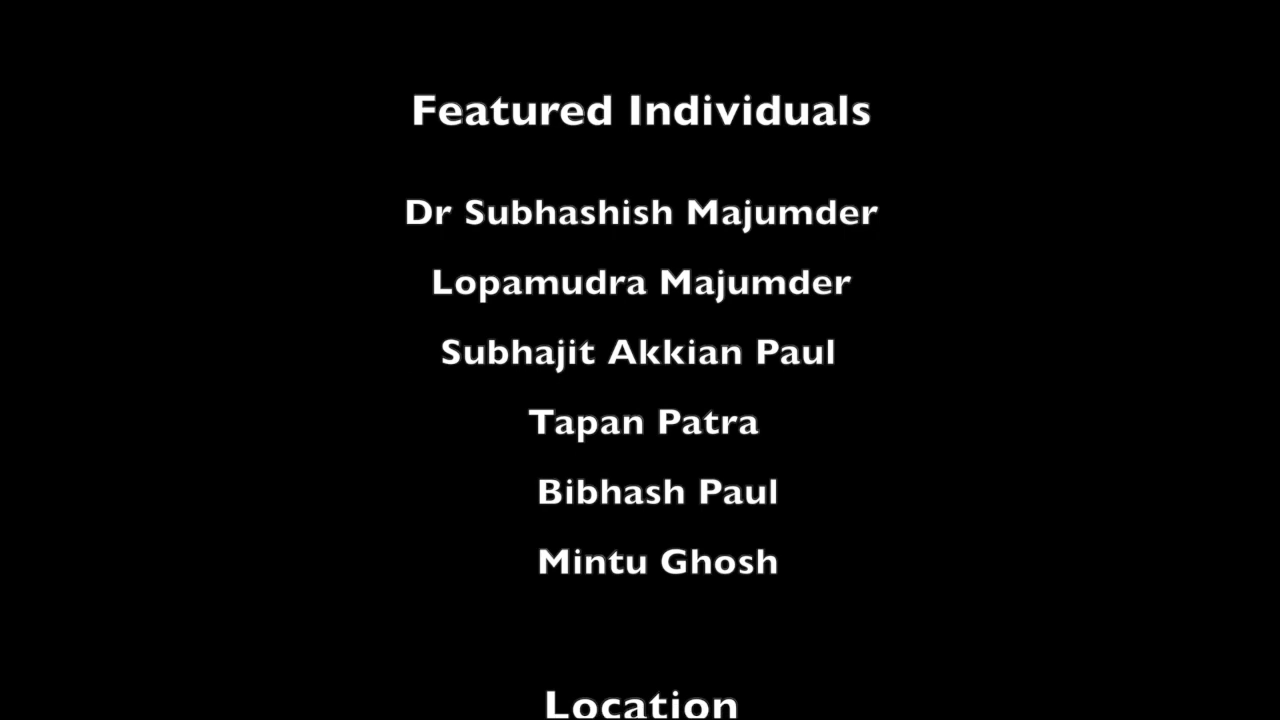 Featured Individuals
Dr Subhashish Majumder
Lopamudra Majumder
Subhajit Akkian Paul
Tapan Patra
Bibhash Paul
Mintu Ghosh
Location